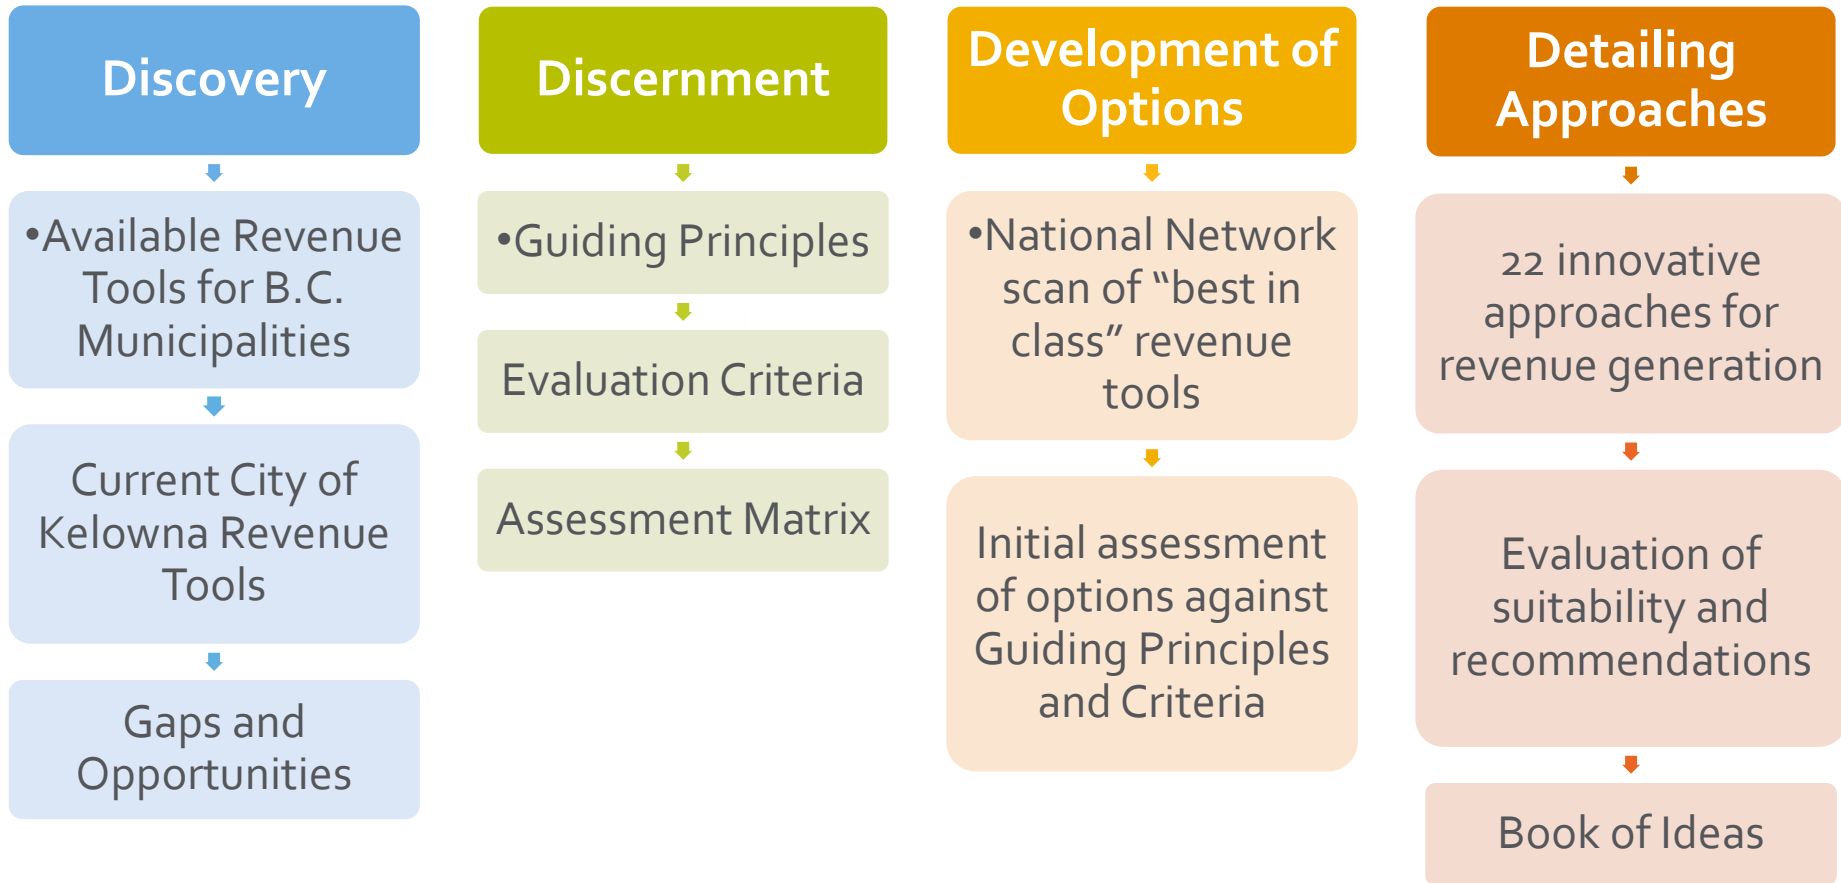 Discovery
•Available Revenue
Tools for B.C.
Municipalities
Current City of
Kelowna Revenue
Tools
Gaps and
Opportunities
Discernment
•Guiding Principles
Evaluation Criteria
Assessment Matrix
Development of
Options
•National Network
scan of “best in
class” revenue
tools
Initial assessment
of options against
Guiding Principles
and Criteria
Detailing
Approaches
22 innovative
approaches for
revenue generation
Evaluation of
suitability and
recommendations
Book of Ideas